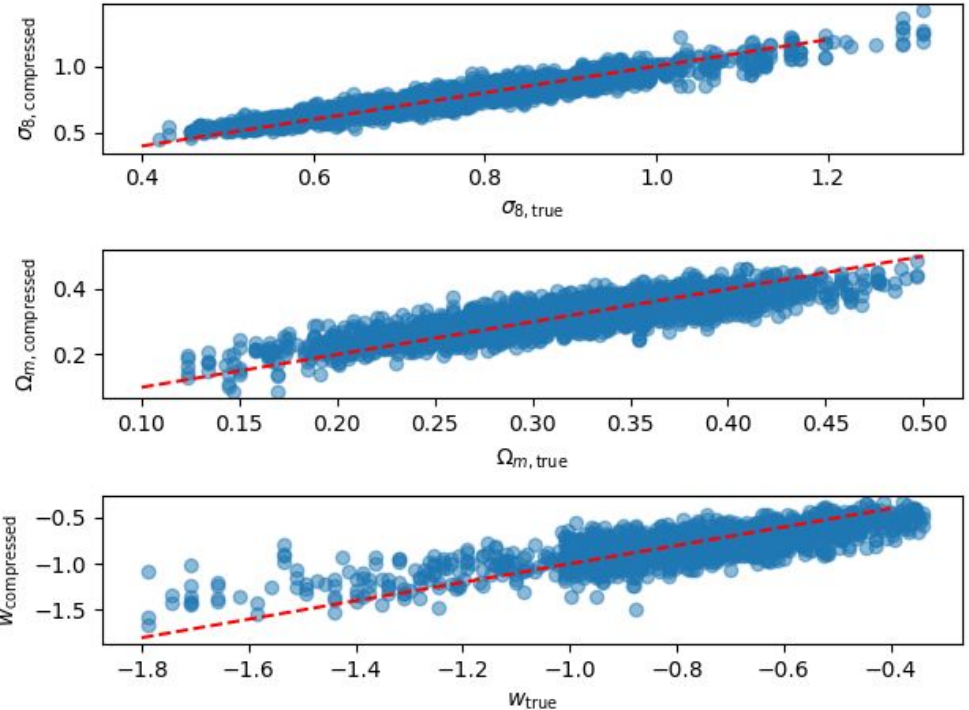 σ₈, compressed
1.0
0.5
0.4 0.6 0.8 1.0 1.2
σ₈, true
Ωₘ, compressed
0.4
0.2
0.10 0.15 0.20 0.25 0.30 0.35 0.40 0.45 0.50
Ωₘ, true
w compressed
−0.5
−1.0
−1.5
−1.8 −1.6 −1.4 −1.2 −1.0 −0.8 −0.6 −0.4
w true